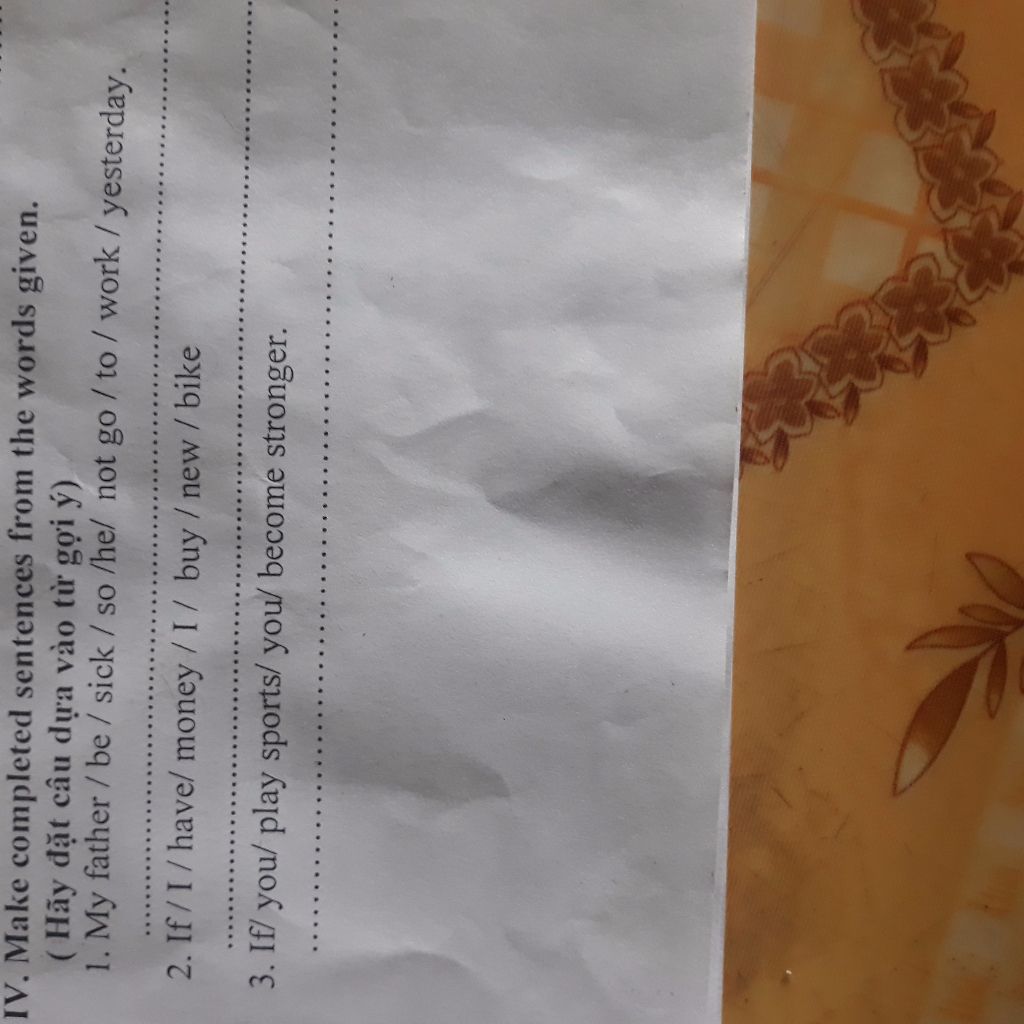 IV. Make completed sentences from the words given.
( Hãy đặt câu dựa vào từ gợi ý)
1. My father / be / sick / so /he/ not go / to / work / yesterday.
2. If / I / have/ money / I / buy / new / bike
3. If/ you/ play sports/ you/ become stronger.